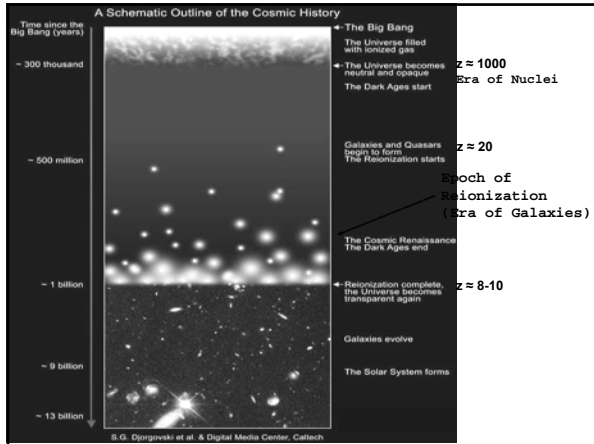 A Schematic Outline of the Cosmic History
Time since the
Big Bang (years)
The Big Bang
The Universe filled
with ionized gas
~ 300 thousand
The Universe becomes
neutral and opaque
z ≈ 1000
Era of Nuclei
The Dark Ages start
Galaxies and Quasars
begin to form
The Reionization starts
z ≈ 20
~ 500 million
Epoch of
Reionization
(Era of Galaxies)
The Cosmic Renaissance
The Dark Ages end
~ 1 billion
Reionization complete,
the Universe becomes
transparent again
z ≈ 8-10
Galaxies evolve
~ 9 billion
The Solar System forms
~ 13 billion
S.G. Djorgovski et al. & Digital Media Center, Caltech